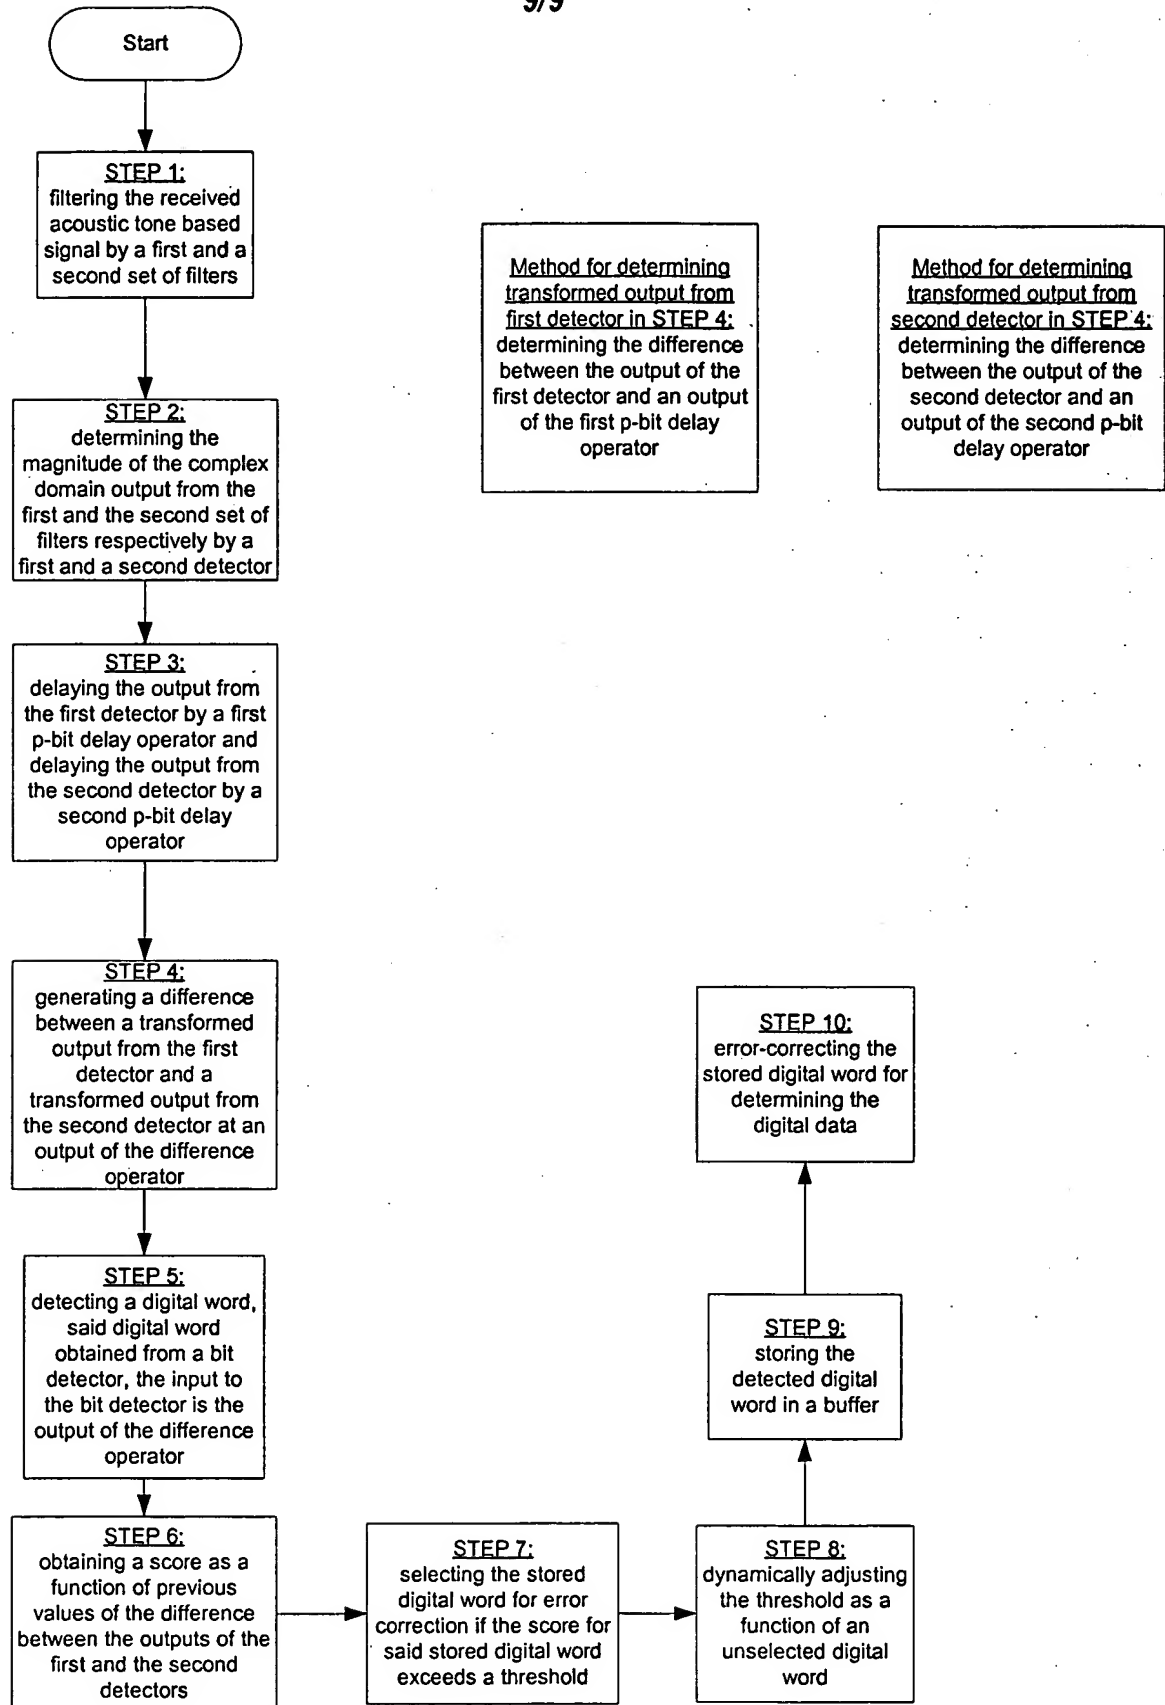 9/9
Start
STEP 1:
filtering the received
acoustic tone based
signal by a first and a
second set of filters
STEP 2:
determining the
magnitude of the complex
domain output from the
first and the second set of
filters respectively by a
first and a second detector
STEP 3:
delaying the output from
the first detector by a first
p-bit delay operator and
delaying the output from
the second detector by a
second p-bit delay
operator
STEP 4:
generating a difference
between a transformed
output from the first
detector and a
transformed output from
the second detector at an
output of the difference
operator
STEP 5:
detecting a digital word,
said digital word
obtained from a bit
detector, the input to
the bit detector is the
output of the difference
operator
STEP 6:
obtaining a score as a
function of previous
values of the difference
between the outputs of the
first and the second
detectors
STEP 7:
selecting the stored
digital word for error
correction if the score for
said stored digital word
exceeds a threshold
STEP 8:
dynamically adjusting
the threshold as a
function of an
unselected digital
word
STEP 9:
storing the
detected digital
word in a buffer
STEP 10:
error-correcting the
stored digital word for
determining the
digital data
Method for determining
transformed output from
first detector in STEP 4:
determining the difference
between the output of the
first detector and an output
of the first p-bit delay
operator
Method for determining
transformed output from
second detector in STEP 4:
determining the difference
between the output of the
second detector and an
output of the second p-bit
delay operator